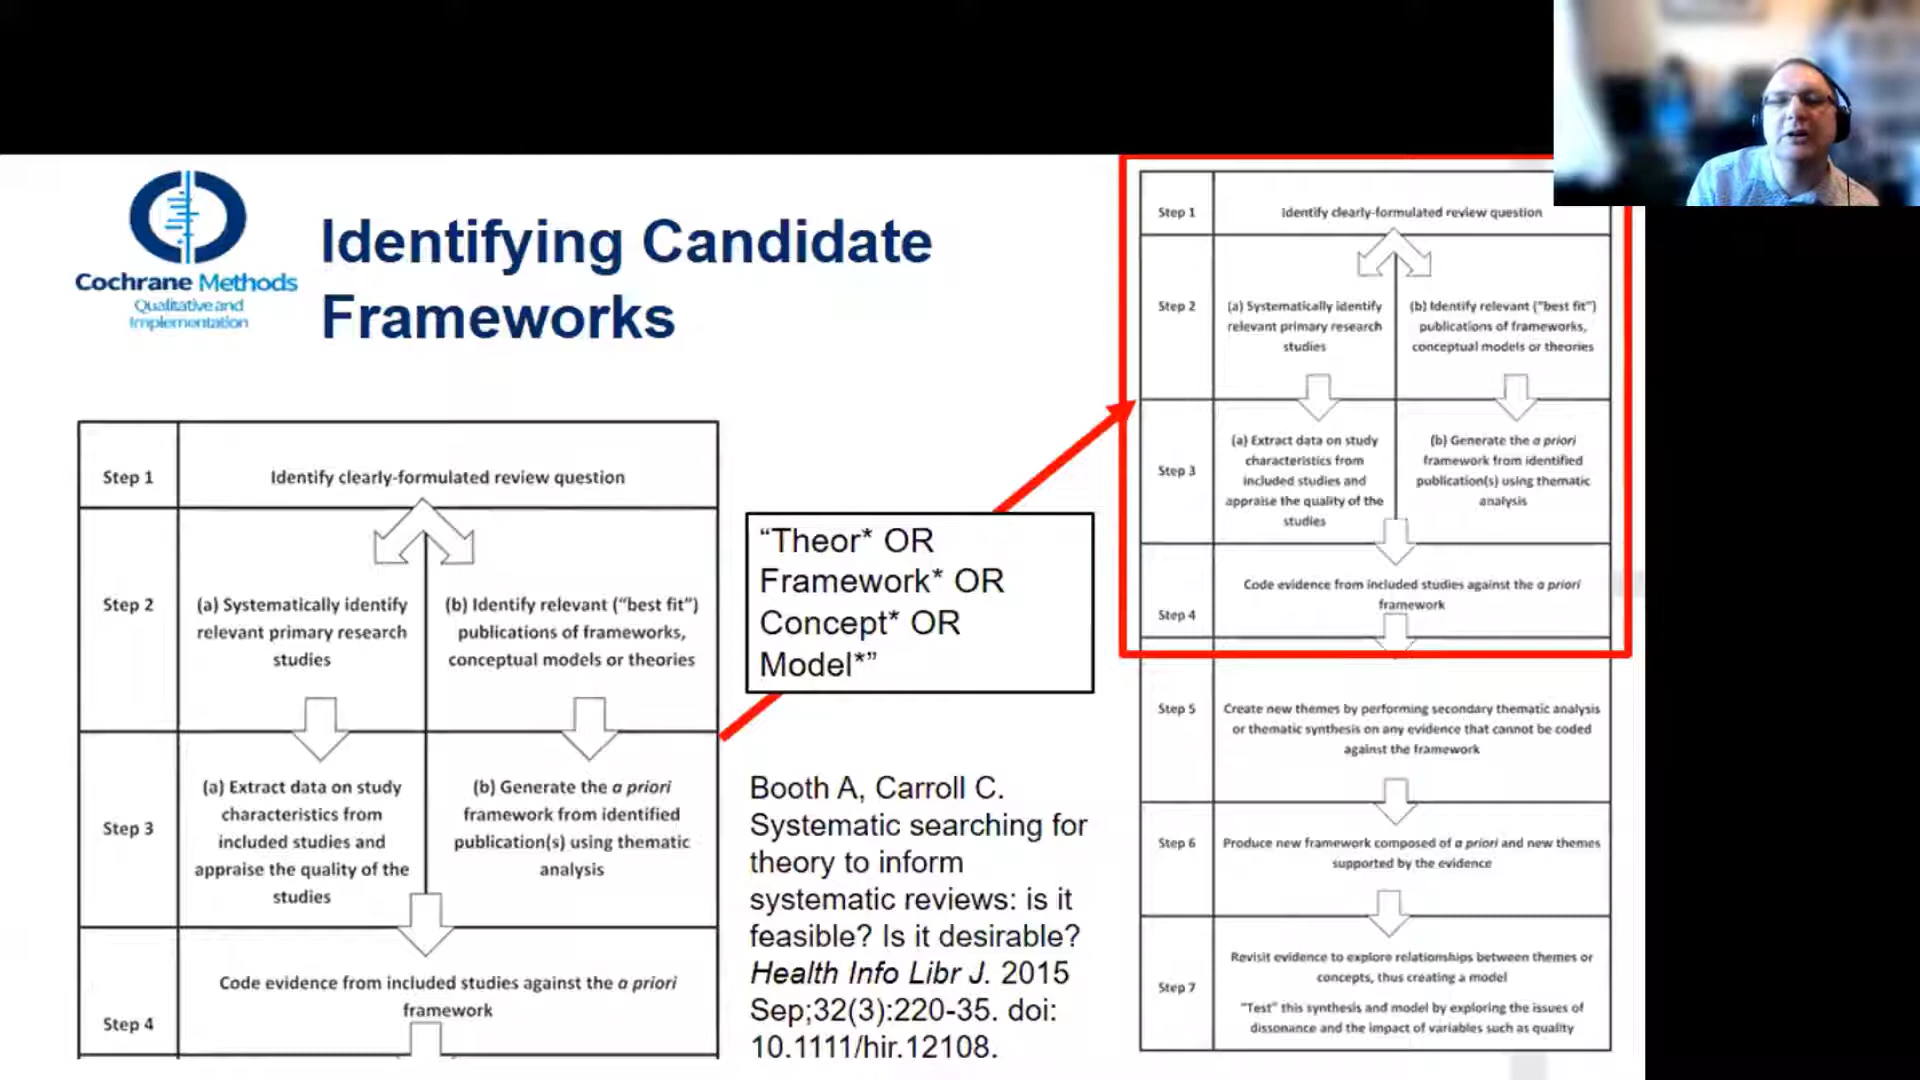 Cochrane Methods
Qualitative and
Implementation
Identifying Candidate
Frameworks
Step 1
Identify clearly-formulated review question
Step 2
(a) Systematically identify
relevant primary research
studies
(b) Identify relevant (“best fit”)
publications of frameworks,
conceptual models or theories
Step 3
(a) Extract data on study
characteristics from
included studies and
appraise the quality of the
studies
(b) Generate the a priori
framework from identified
publication(s) using thematic
analysis
Step 4
Code evidence from included studies against the a priori
framework
“Theor* OR
Framework* OR
Concept* OR
Model*”
Booth A, Carroll C.
Systematic searching for
theory to inform
systematic reviews: is it
feasible? Is it desirable?
Health Info Libr J. 2015
Sep;32(3):220-35. doi:
10.1111/hir.12108.
Step 1
Identify clearly-formulated review question
Step 2
(a) Systematically identify
relevant primary research
studies
(b) Identify relevant (“best fit”)
publications of frameworks,
conceptual models or theories
Step 3
(a) Extract data on study
characteristics from
included studies and
appraise the quality of the
studies
(b) Generate the a priori
framework from identified
publication(s) using thematic
analysis
Step 4
Code evidence from included studies against the a priori
framework
Step 5
Create new themes by performing secondary thematic analysis
or thematic synthesis on any evidence that cannot be coded
against the framework
Step 6
Produce new framework composed of a priori and new themes
supported by the evidence
Step 7
Revisit evidence to explore relationships between themes or
concepts, thus creating a model
“Test” this synthesis and model by exploring the issues of
dissonance and the impact of variables such as quality